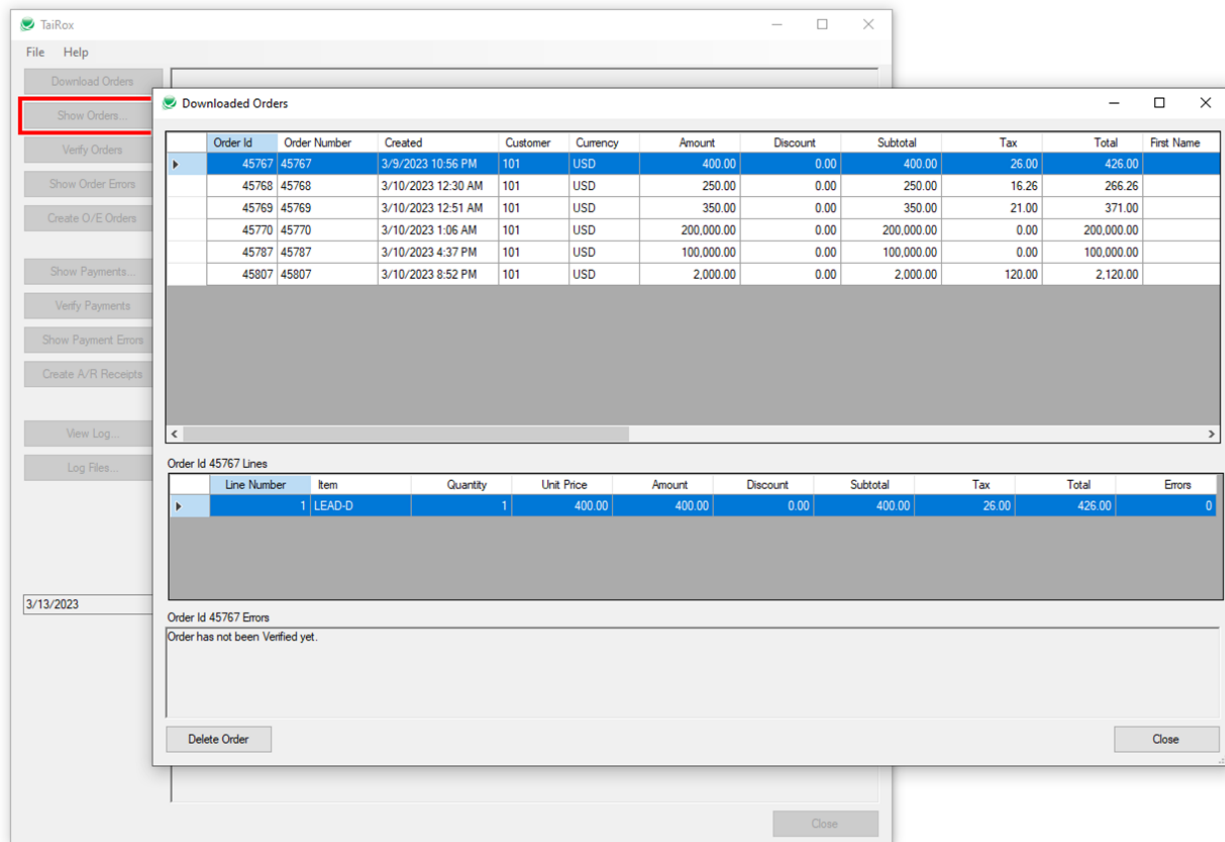 TaiRox
File Help
Download Orders
Show Orders...
Verify Orders
Show Order Errors
Create O/E Orders
Show Payments...
Verify Payments
Show Payment Errors
Create A/R Receipts
View Log...
Log Files...
3/13/2023
Close
Downloaded Orders
Order Id Order Number Created Customer Currency Amount Discount Subtotal Tax Total First Name
45767 45767 3/9/2023 10:56 PM 101 USD 400.00 0.00 400.00 26.00 426.00
45768 45768 3/10/2023 12:30 AM 101 USD 250.00 0.00 250.00 16.26 266.26
45769 45769 3/10/2023 12:51 AM 101 USD 350.00 0.00 350.00 21.00 371.00
45770 45770 3/10/2023 1:06 AM 101 USD 200,000.00 0.00 200,000.00 0.00 200,000.00
45787 45787 3/10/2023 4:37 PM 101 USD 100,000.00 0.00 100,000.00 0.00 100,000.00
45807 45807 3/10/2023 8:52 PM 101 USD 2,000.00 0.00 2,000.00 120.00 2,120.00
Order Id 45767 Lines
Line Number Item Quantity Unit Price Amount Discount Subtotal Tax Total Errors
1 LEAD-D 1 400.00 400.00 0.00 400.00 26.00 426.00 0
Order Id 45767 Errors
Order has not been Verified yet.
Delete Order Close